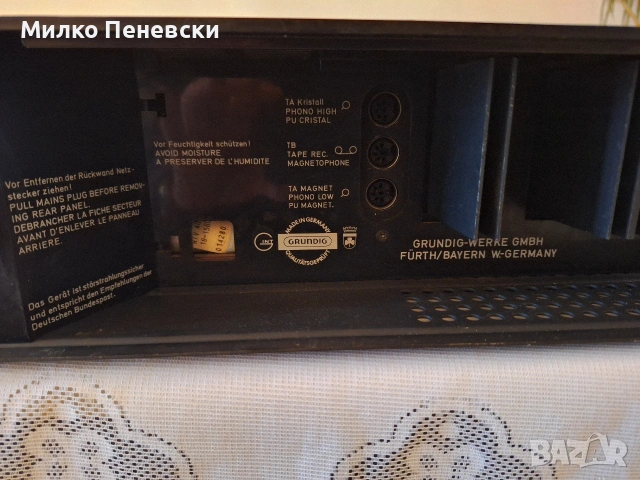 Милко Пеневски
TA Kristall
PHONO HIGH
PU CRISTAL
Vor Feuchtigkeit schützen!
AVOID MOISTURE
A PRESERVER DE L'HUMIDITE
TB
TAPE REC.
MAGNETOPHONE
TA MAGNET
PHONO LOW
PU MAGNET.
Vor Entfernen der Rückwand Netz-
stecker ziehen!
PULL MAINS PLUG BEFORE REMOV-
ING REAR PANEL.
DEBRANCHER LA FICHE SECTEUR
AVANT D'ENLEVER LE PANNEAU
ARRIERE.
Das Gerät ist störstrahlungssicher
und entspricht den Empfehlungen der
Deutschen Bundespost.
014280
MADE IN GERMANY
GRUNDIG
QUALITÄTSGEPRÜFT
GRUNDIG-WERKE GMBH
FÜRTH/BAYERN W-GERMANY
BAZAR